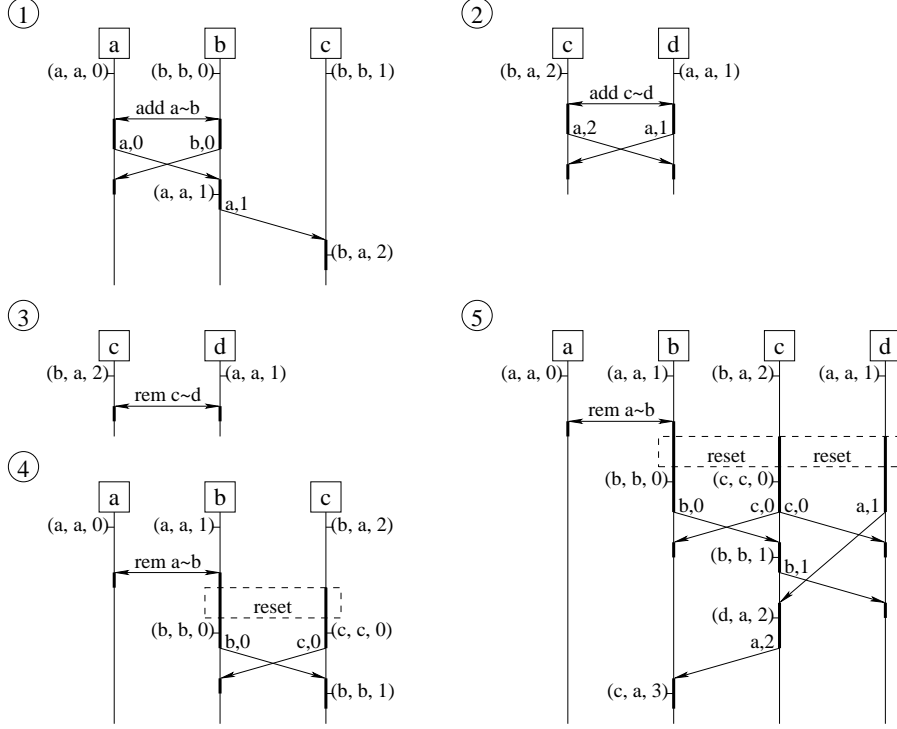 1
a b c
(a, a, 0) (b, b, 0) (b, b, 1)
add a~b
a,0 b,0
(a, a, 1)
a,1
(b, a, 2)
2
c d
(b, a, 2) (a, a, 1)
add c~d
a,2 a,1
3
c d
(b, a, 2) (a, a, 1)
rem c~d
4
a b c
(a, a, 0) (a, a, 1) (b, a, 2)
rem a~b
reset
(b, b, 0) (c, c, 0)
b,0 c,0
(b, b, 1)
5
a b c d
(a, a, 0) (a, a, 1) (b, a, 2) (a, a, 1)
rem a~b
reset reset
(b, b, 0) (c, c, 0)
b,0 c,0 c,0 a,1
(b, b, 1)
b,1
(d, a, 2)
a,2
(c, a, 3)